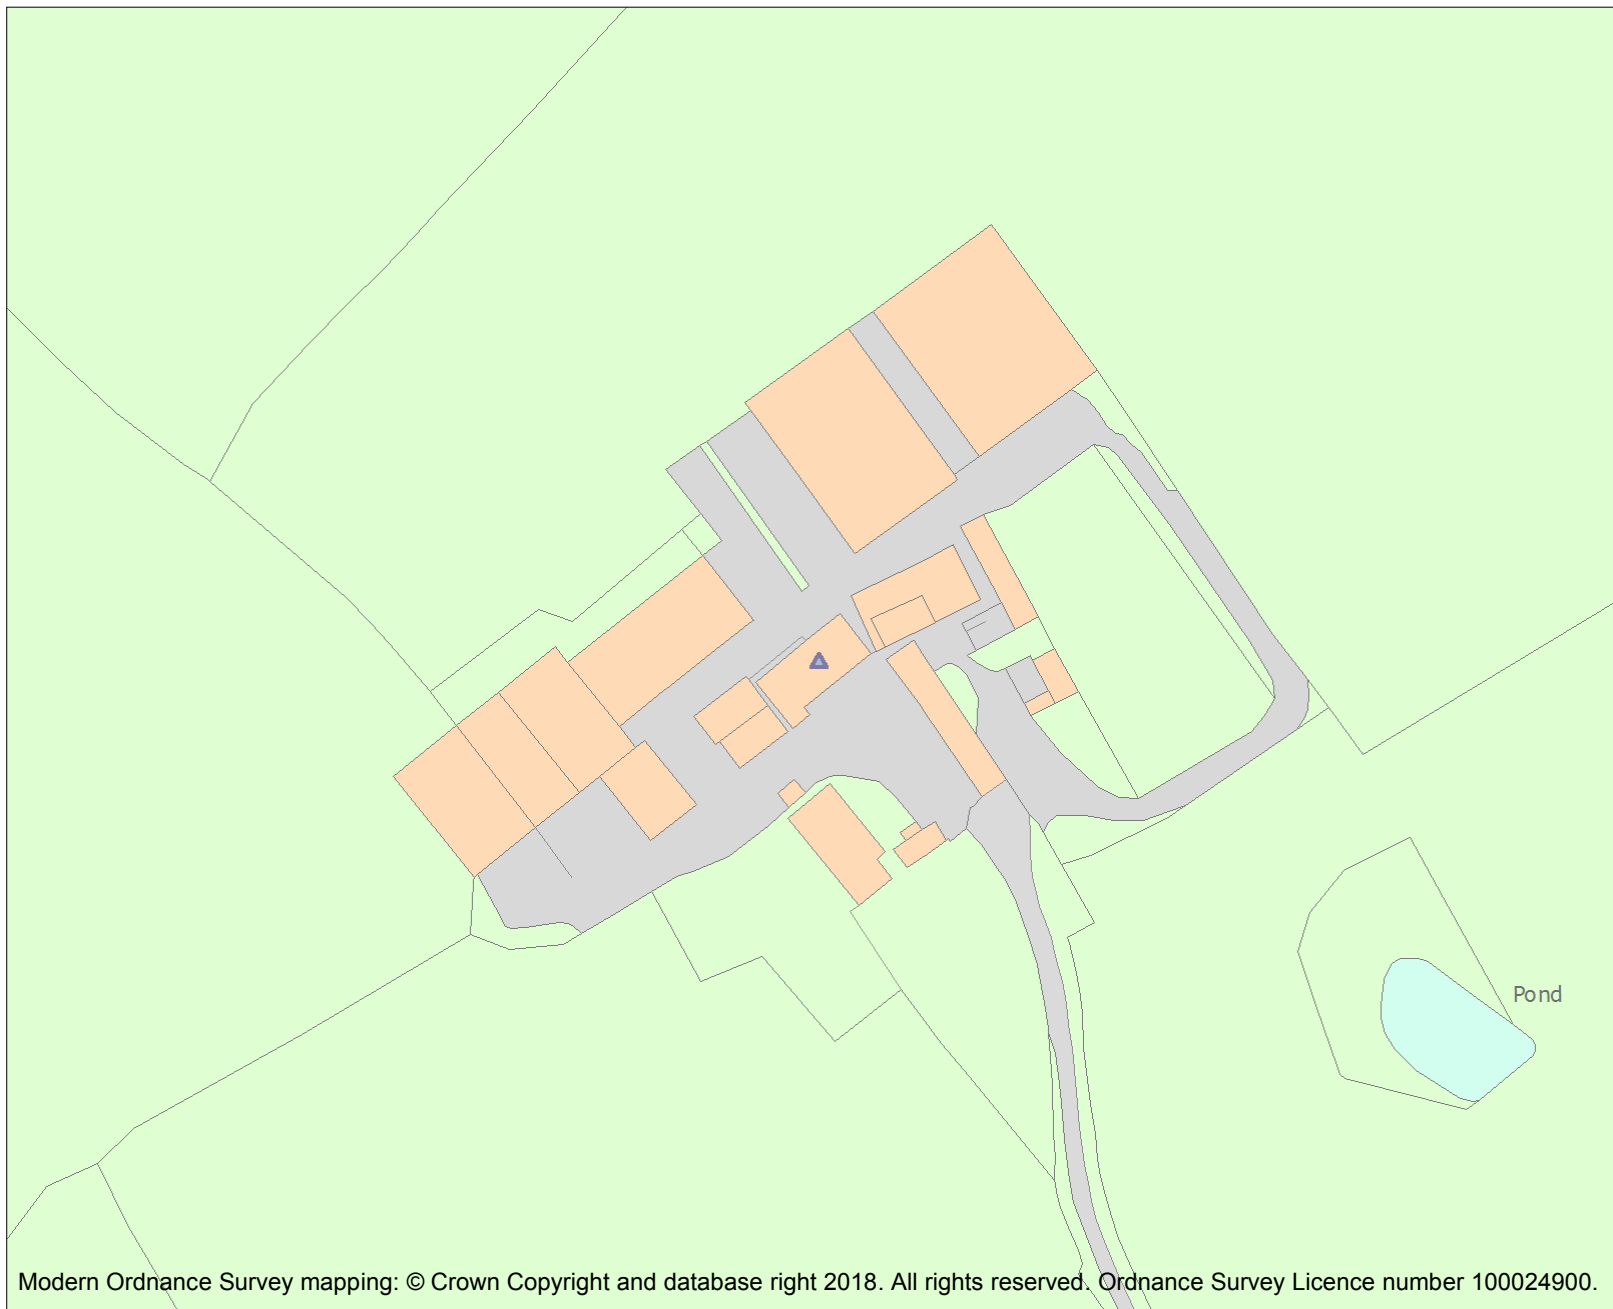 Pond
Modern Ordnance Survey mapping: © Crown Copyright and database right 2018. All rights reserved. Ordnance Survey Licence number 100024900.